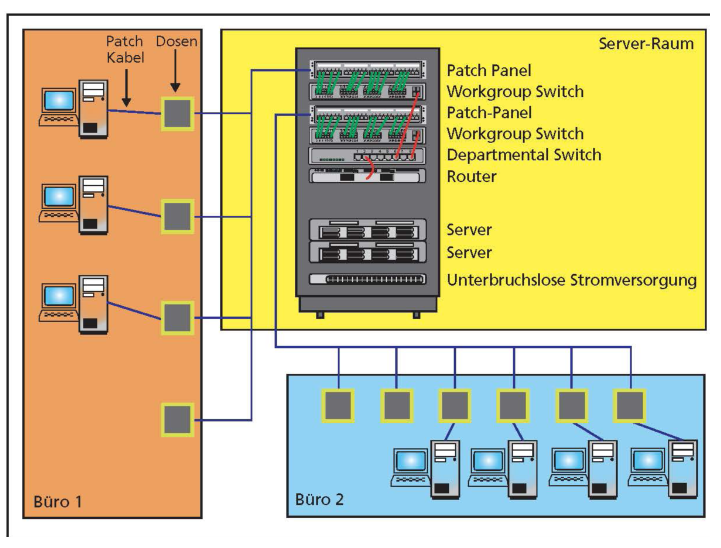 Patch
Kabel
Dosen
Server-Raum
Patch Panel
Workgroup Switch
Patch-Panel
Workgroup Switch
Departmental Switch
Router
Server
Server
Unterbruchslose Stromversorgung
Büro 1
Büro 2